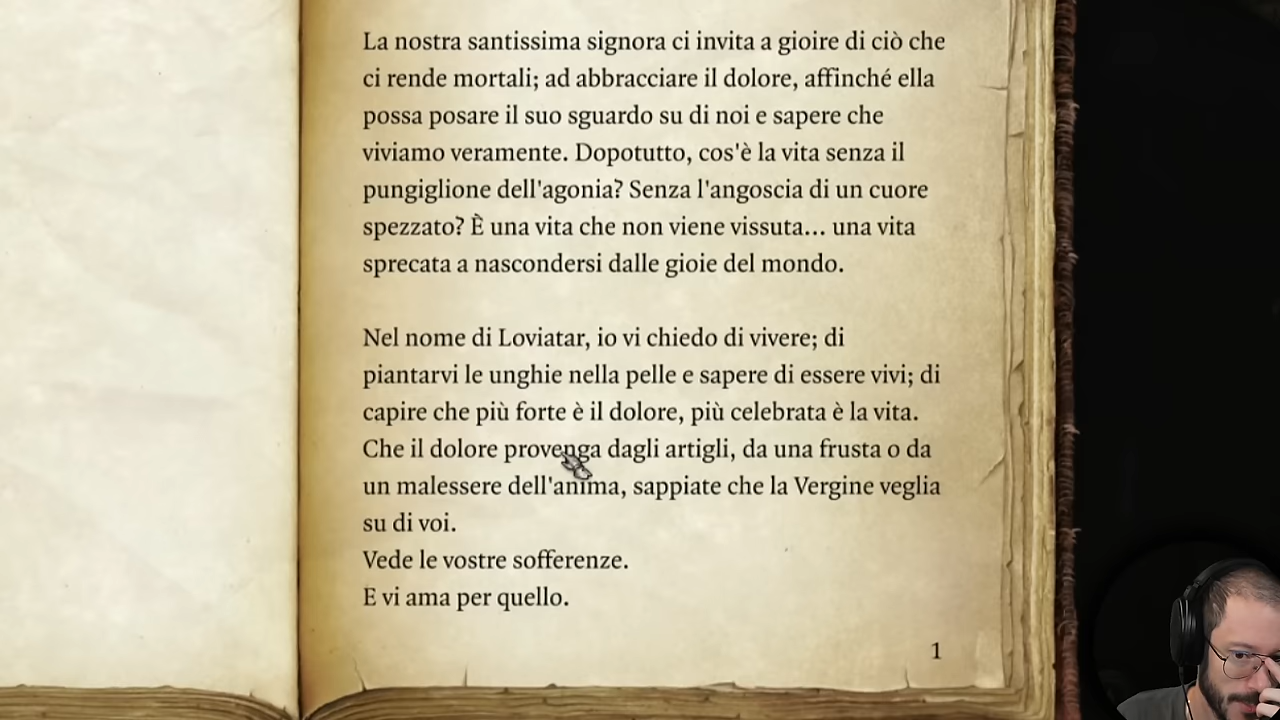 La nostra santissima signora ci invita a gioire di ciò che
ci rende mortali; ad abbracciare il dolore, affinché ella
possa posare il suo sguardo su di noi e sapere che
viviamo veramente. Dopotutto, cos'è la vita senza il
pungiglione dell'agonia? Senza l'angoscia di un cuore
spezzato? È una vita che non viene vissuta... una vita
sprecata a nascondersi dalle gioie del mondo.
Nel nome di Loviatar, io vi chiedo di vivere; di
piantarvi le unghie nella pelle e sapere di essere vivi; di
capire che più forte è il dolore, più celebrata è la vita.
Che il dolore provenga dagli artigli, da una frusta o da
un malessere dell'anima, sappiate che la Vergine veglia
su di voi.
Vede le vostre sofferenze.
E vi ama per quello.
1